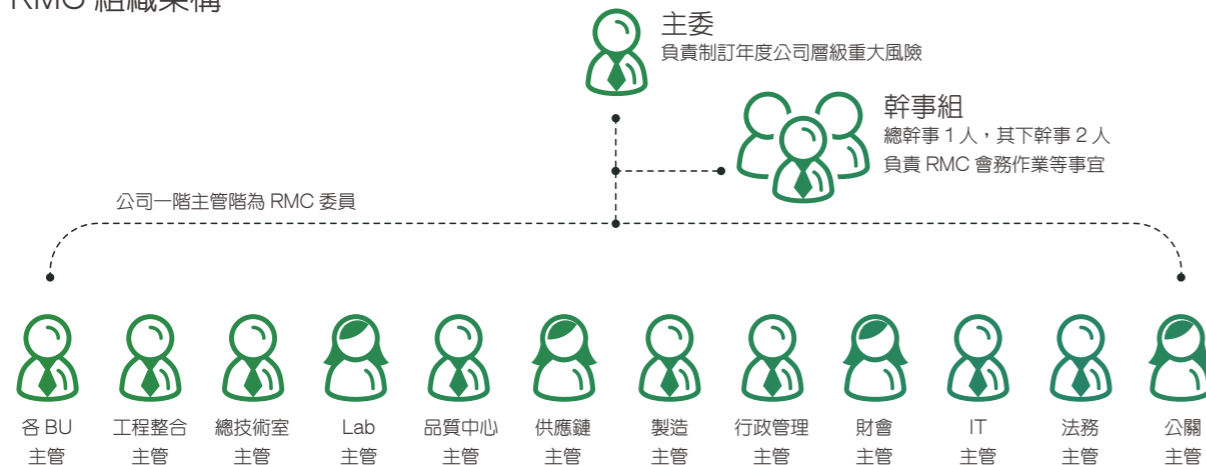 RMC 組織架構
主委
負責制訂年度公司層級重大風險
幹事組
總幹事 1 人，其下幹事 2 人
負責 RMC 會務作業等事宜
公司一階主管階為 RMC 委員
各 BU 主管
工程整合 主管
總技術室 主管
Lab 主管
品質中心 主管
供應鏈 主管
製造 主管
行政管理 主管
財會 主管
IT 主管
法務 主管
公關 主管